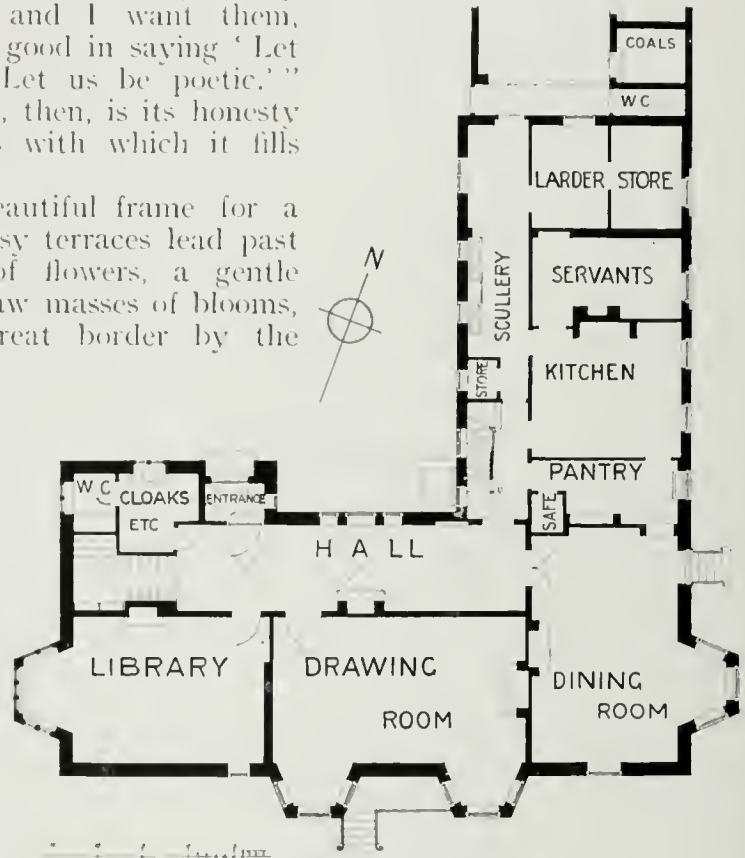 and I want them,
good in saying ‘ Let
Let us be poetic.’ ”
, then, is its honesty
with which it fills
eautiful frame for a
sy terraces lead past
of flowers, a gentle
aw masses of blooms,
reat border by the
N
COALS
W C
LARDER STORE
SERVANTS
SCULLERY
STORE
KITCHEN
PANTRY
SAFE
W C
CLOAKS
ETC
ENTRANCE
HALL
LIBRARY
DRAWING
ROOM
DINING
ROOM